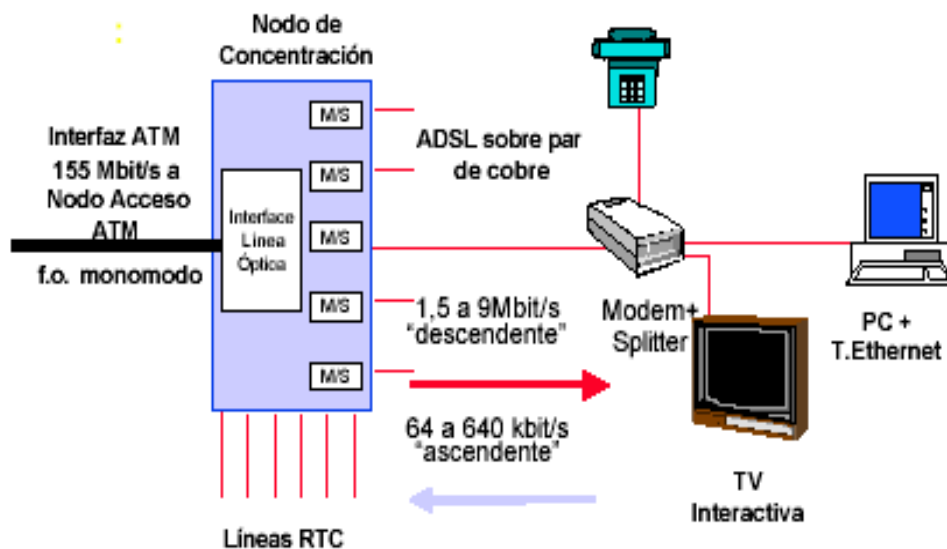 Nodo de
Concentración
Interfaz ATM
155 Mbit/s a
Nodo Acceso
ATM
f.o. monomodo
Interface
Línea
Óptica
M/S
M/S
M/S
M/S
M/S
ADSL sobre par
de cobre
1,5 a 9Mbit/s
“descendente”
64 a 640 kbit/s
“ascendente”
Líneas RTC
Modem+
Splitter
PC +
T.Ethernet
TV
Interactiva